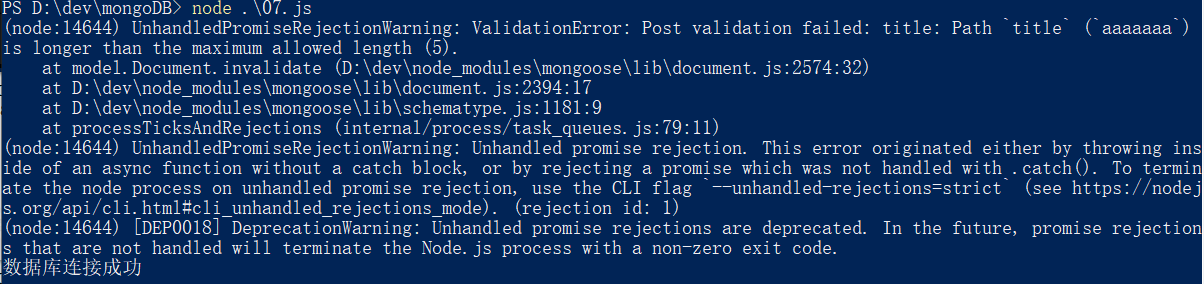 PS D:\dev\mongoDB> node .\07.js
(node:14644) UnhandledPromiseRejectionWarning: ValidationError: Post validation failed: title: Path `title` (`aaaaaaa`)
is longer than the maximum allowed length (5).
    at model.Document.invalidate (D:\dev\node_modules\mongoose\lib\document.js:2574:32)
    at D:\dev\node_modules\mongoose\lib\document.js:2394:17
    at D:\dev\node_modules\mongoose\lib\schematype.js:1181:9
    at processTicksAndRejections (internal/process/task_queues.js:79:11)
(node:14644) UnhandledPromiseRejectionWarning: Unhandled promise rejection. This error originated either by throwing ins
ide of an async function without a catch block, or by rejecting a promise which was not handled with .catch(). To termin
ate the node process on unhandled promise rejection, use the CLI flag `--unhandled-rejections=strict` (see https://nodej
s.org/api/cli.html#cli_unhandled_rejections_mode). (rejection id: 1)
(node:14644) [DEP0018] DeprecationWarning: Unhandled promise rejections are deprecated. In the future, promise rejection
s that are not handled will terminate the Node.js process with a non-zero exit code.
数据库连接成功